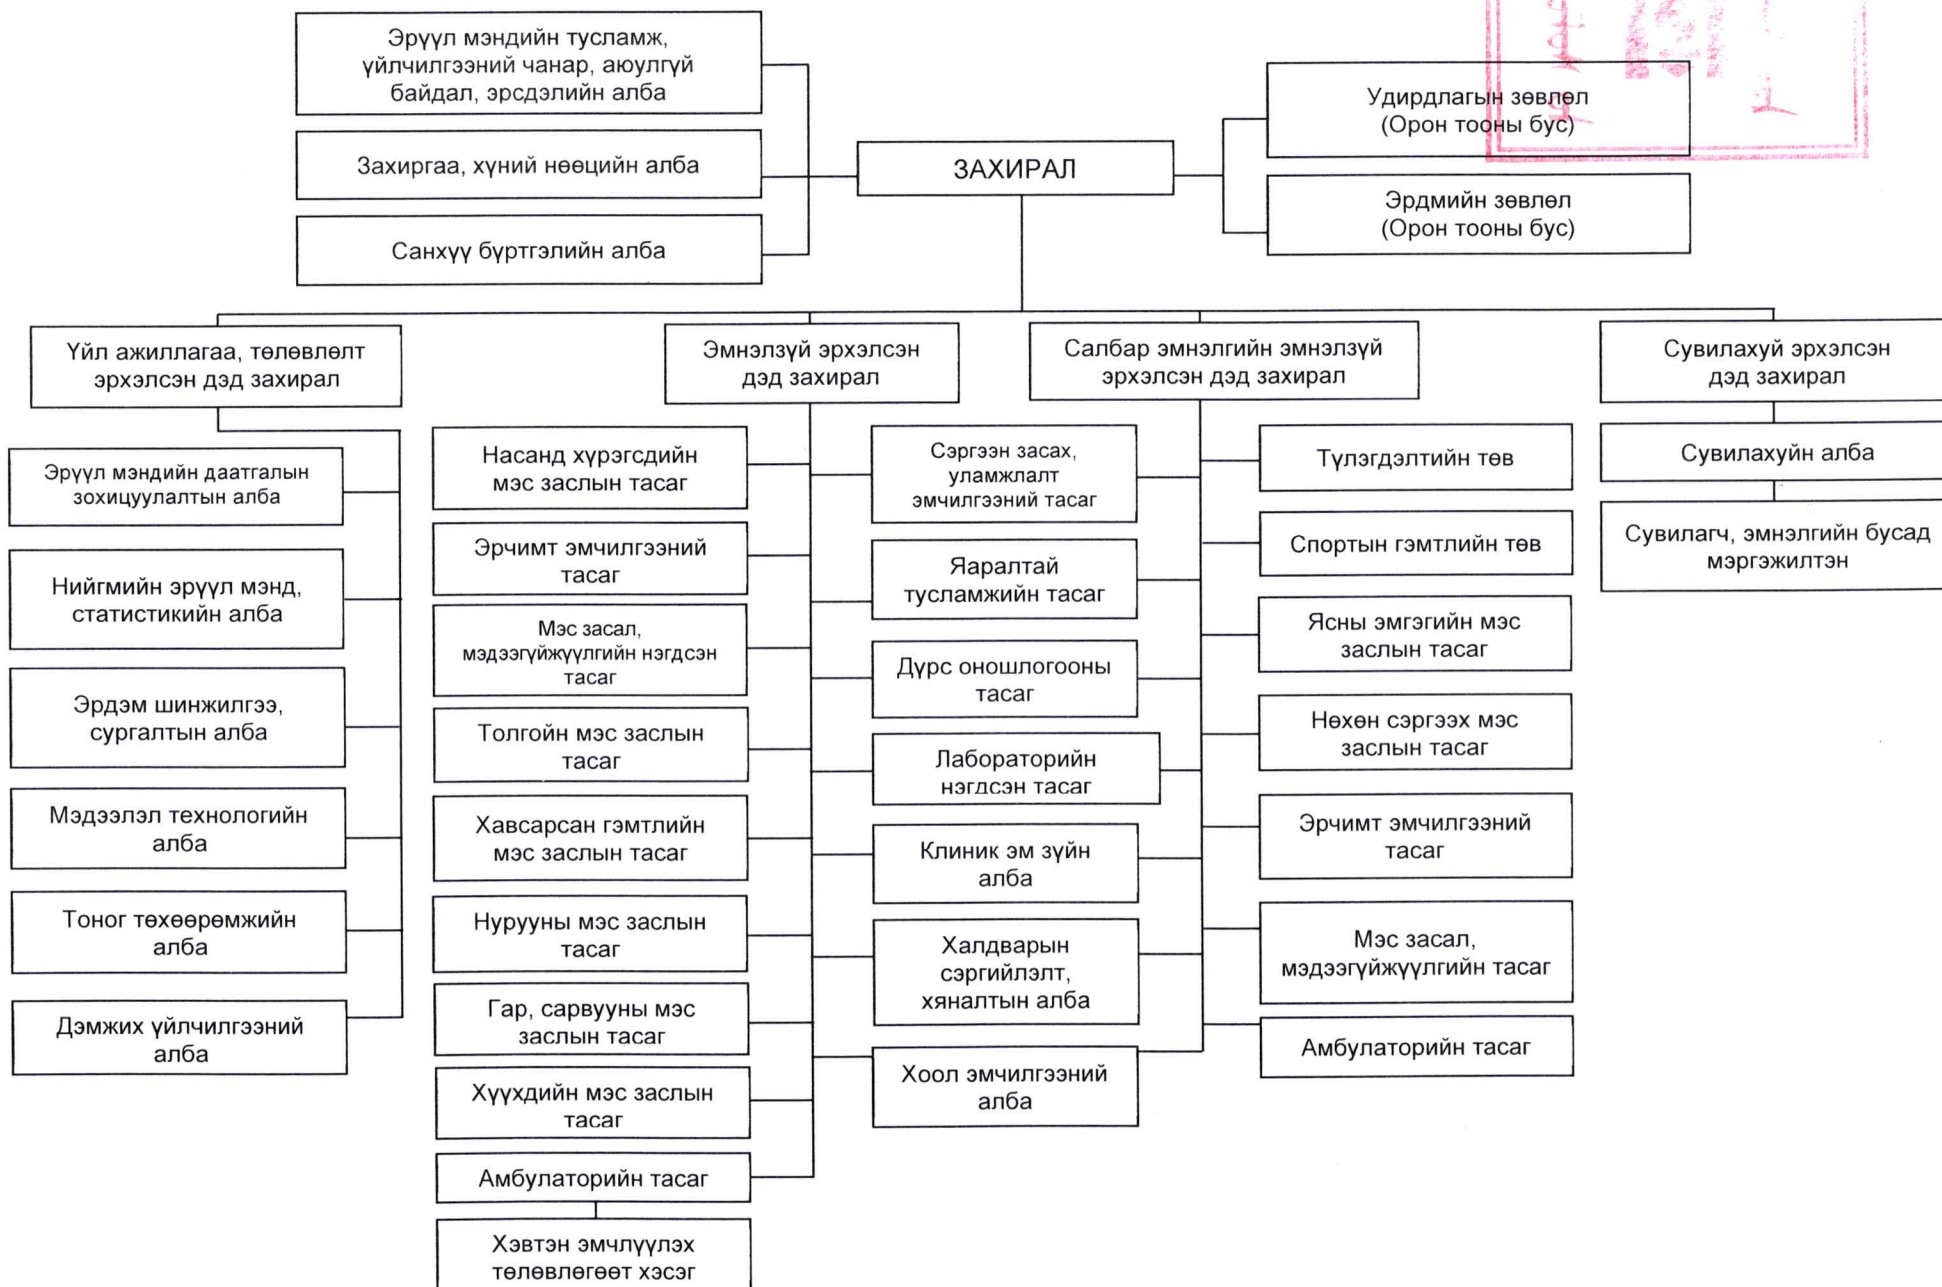 Эрүүл мэндийн тусламж,
үйлчилгээний чанар, аюулгүй
байдал, эрсдэлийн алба
Захиргаа, хүний нөөцийн алба
Санхүү бүртгэлийн алба
ЗАХИРАЛ
Удирдлагын зөвлөл
(Орон тооны бус)
Эрдмийн зөвлөл
(Орон тооны бус)
Үйл ажиллагаа, төлөвлөлт
эрхэлсэн дэд захирал
Эмнэлзүй эрхэлсэн
дэд захирал
Салбар эмнэлгийн эмнэлзүй
эрхэлсэн дэд захирал
Сувилахуй эрхэлсэн
дэд захирал
Эрүүл мэндийн даатгалын
зохицуулалтын алба
Нийгмийн эрүүл мэнд,
статистикийн алба
Эрдэм шинжилгээ,
сургалтын алба
Мэдээлэл технологийн
алба
Тоног төхөөрөмжийн
алба
Дэмжих үйлчилгээний
алба
Насанд хүрэгсдийн
мэс заслын тасаг
Эрчимт эмчилгээний
тасаг
Мэс засал,
мэдээгүйжүүлгийн нэгдсэн
тасаг
Толгойн мэс заслын
тасаг
Хавсарсан гэмтлийн
мэс заслын тасаг
Нурууны мэс заслын
тасаг
Гар, сарвууны мэс
заслын тасаг
Хүүхдийн мэс заслын
тасаг
Амбулаторийн тасаг
Хэвтэн эмчлүүлэх
төлөвлөгөөт хэсэг
Сэргээн засах,
уламжлалт
эмчилгээний тасаг
Яаралтай
тусламжийн тасаг
Дүрс оношлогооны
тасаг
Лабораторийн
нэгдсэн тасаг
Клиник эм зүйн
алба
Халдварын
сэргийлэлт,
хяналтын алба
Хоол эмчилгээний
алба
Түлэгдэлтийн төв
Спортын гэмтлийн төв
Ясны эмгэгийн мэс
заслын тасаг
Нөхөн сэргээх мэс
заслын тасаг
Эрчимт эмчилгээний
тасаг
Мэс засал,
мэдээгүйжүүлгийн тасаг
Амбулаторийн тасаг
Сувилахуйн алба
Сувилагч, эмнэлгийн бусад
мэргэжилтэн